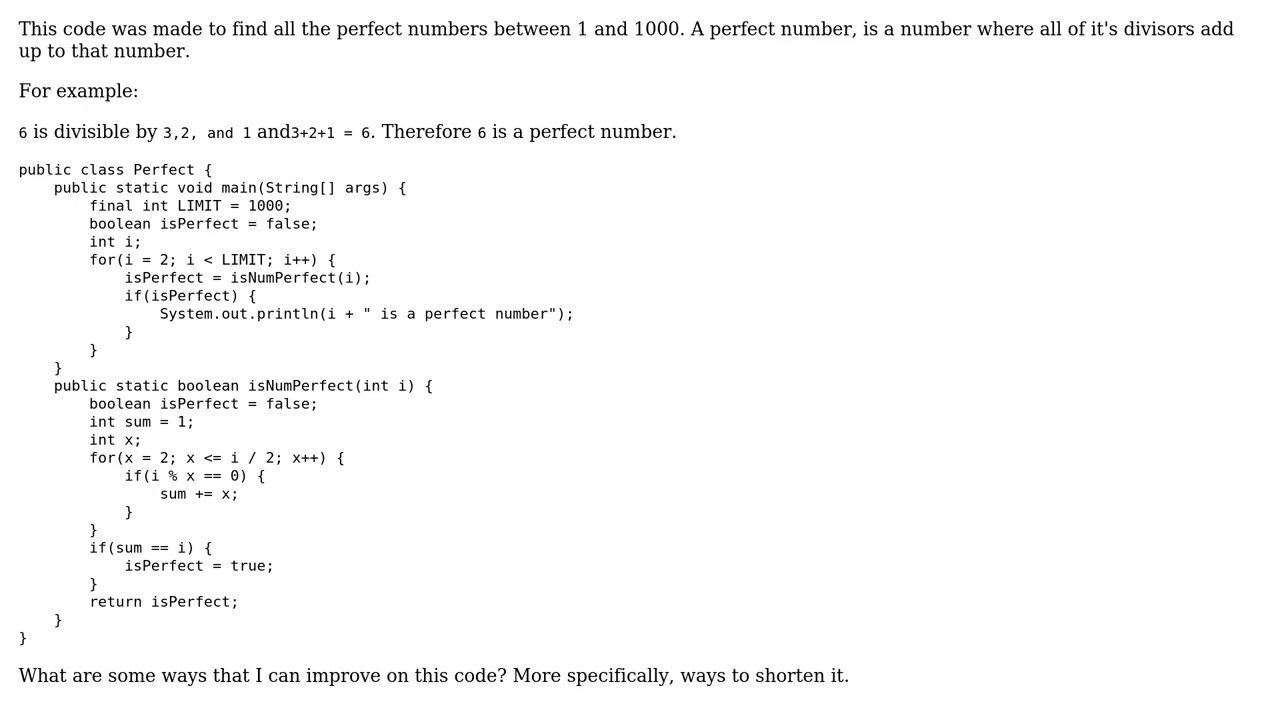 This code was made to find all the perfect numbers between 1 and 1000. A perfect number, is a number where all of it's divisors add
up to that number.
For example:
6 is divisible by 3,2, and 1 and3+2+1 = 6. Therefore 6 is a perfect number.
public class Perfect {
    public static void main(String[] args) {
        final int LIMIT = 1000;
        boolean isPerfect = false;
        int i;
        for(i = 2; i < LIMIT; i++) {
            isPerfect = isNumPerfect(i);
            if(isPerfect) {
                System.out.println(i + " is a perfect number");
            }
        }
    }
    public static boolean isNumPerfect(int i) {
        boolean isPerfect = false;
        int sum = 1;
        int x;
        for(x = 2; x <= i / 2; x++) {
            if(i % x == 0) {
                sum += x;
            }
        }
        if(sum == i) {
            isPerfect = true;
        }
        return isPerfect;
    }
}
What are some ways that I can improve on this code? More specifically, ways to shorten it.